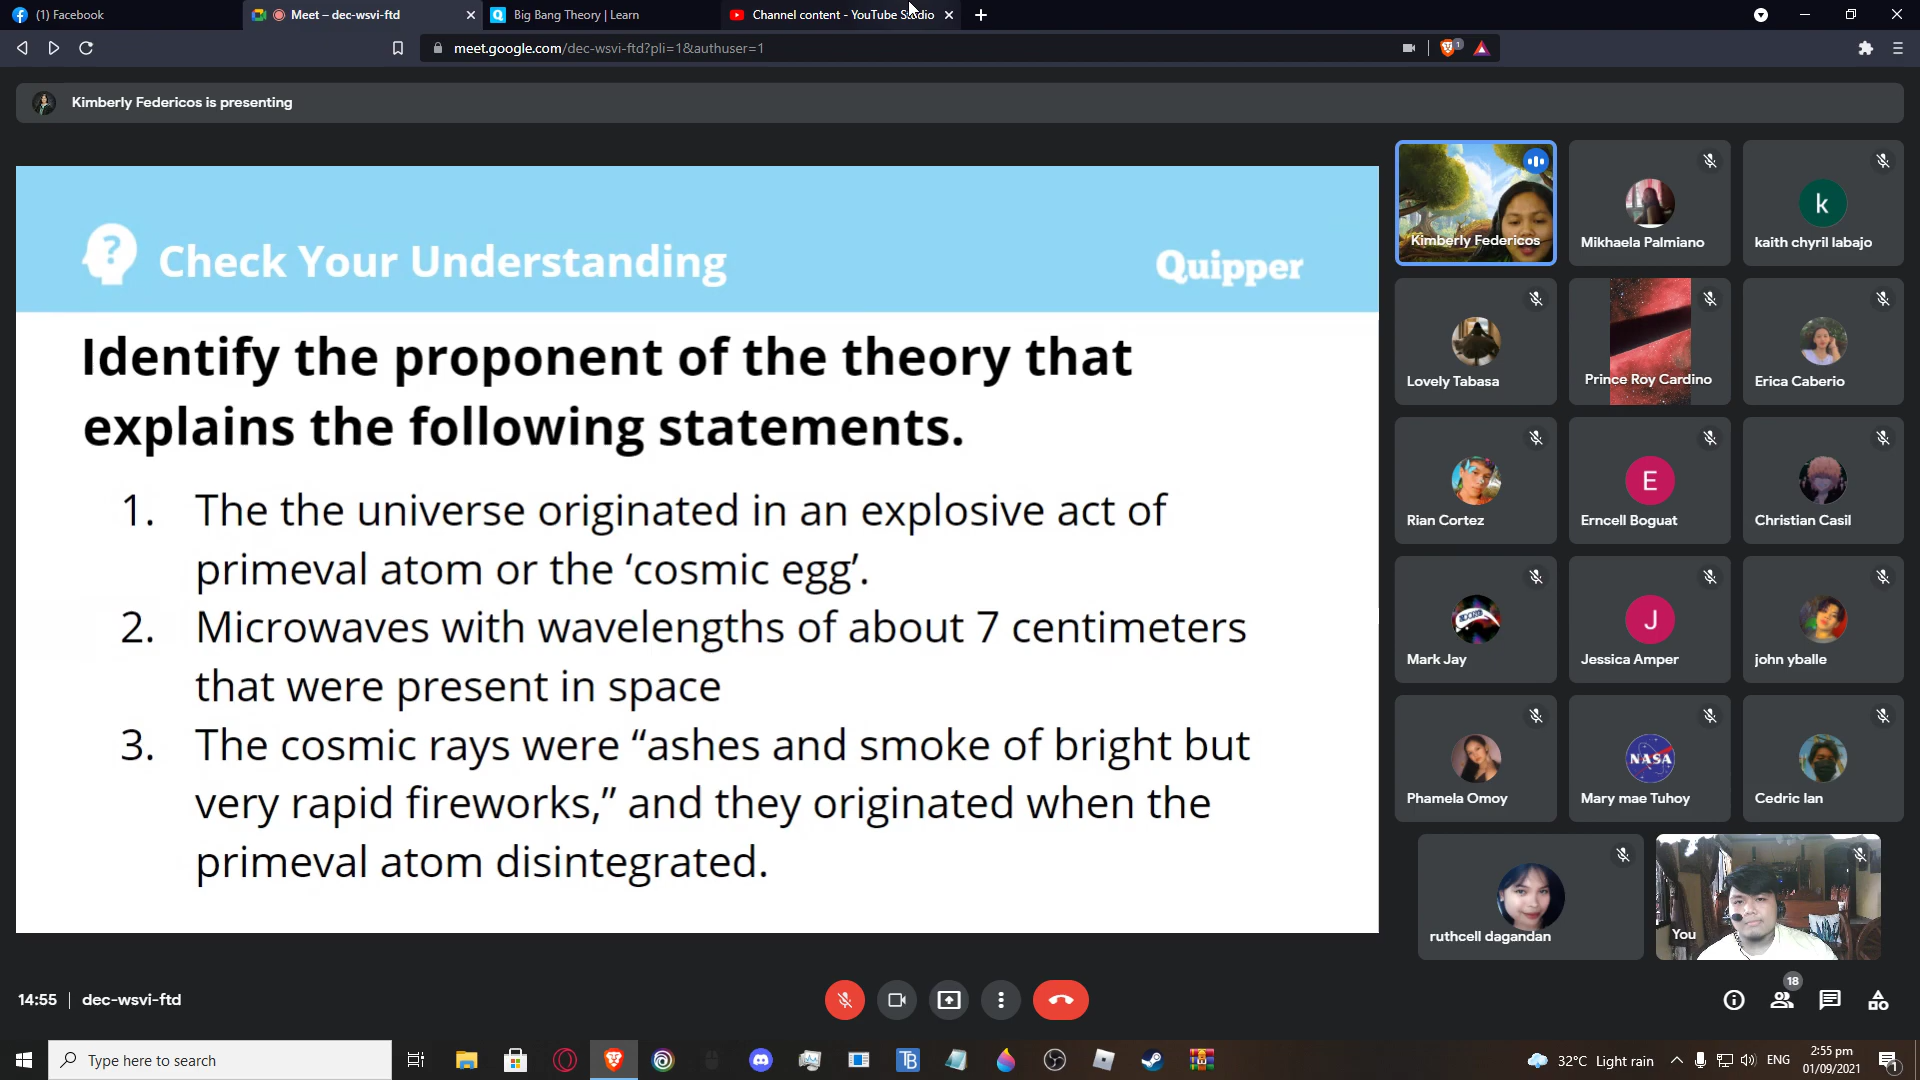 (1) Facebook
Meet – dec-wsvi-ftd
Big Bang Theory | Learn
Channel content - YouTube Studio
meet.google.com/dec-wsvi-ftd?pli=1&authuser=1
1
Kimberly Federicos is presenting
Check Your Understanding
Quipper
Identify the proponent of the theory that
explains the following statements.
1. The the universe originated in an explosive act of
primeval atom or the ‘cosmic egg’.
2. Microwaves with wavelengths of about 7 centimeters
that were present in space
3. The cosmic rays were “ashes and smoke of bright but
very rapid fireworks,” and they originated when the
primeval atom disintegrated.
Kimberly Federicos
Mikhaela Palmiano
k
kaith chyril labajo
Lovely Tabasa
Prince Roy Cardino
Erica Caberio
Rian Cortez
E
Erncell Boguat
Christian Casil
Mark Jay
J
Jessica Amper
john yballe
Phamela Omoy
NASA
Mary mae Tuhoy
Cedric Ian
ruthcell dagandan
You
14:55 | dec-wsvi-ftd
18
Type here to search
TB
32°C Light rain
ENG
2:55 pm
01/09/2021
1